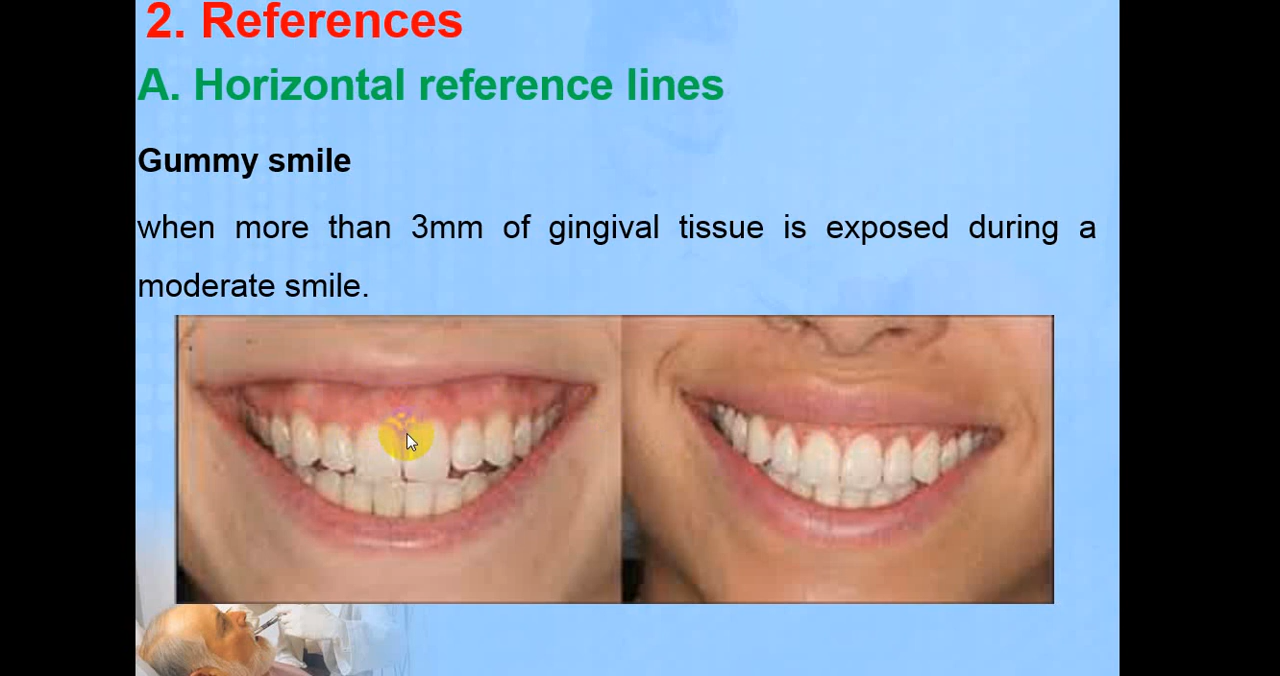 2. References
A. Horizontal reference lines
Gummy smile
when more than 3mm of gingival tissue is exposed during a
moderate smile.